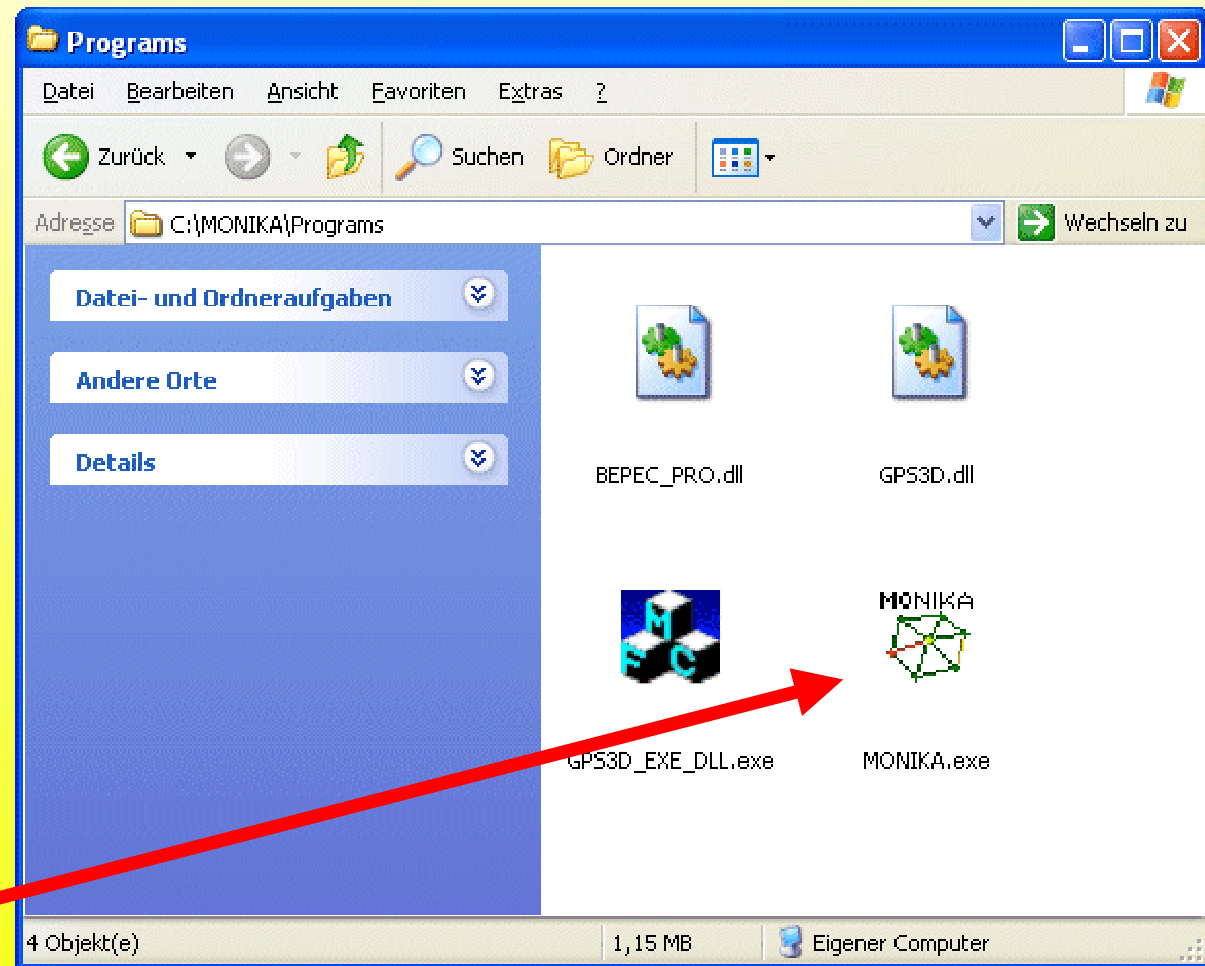 Programs
Datei Bearbeiten Ansicht Favoriten Extras ?
Zurück Suchen Ordner
Adresse C:\MONIKA\Programs Wechseln zu
Datei- und Ordneraufgaben
Andere Orte
Details
BEPEC_PRO.dll GPS3D.dll
MFC MONIKA
GPS3D_EXE_DLL.exe MONIKA.exe
4 Objekt(e) 1,15 MB Eigener Computer